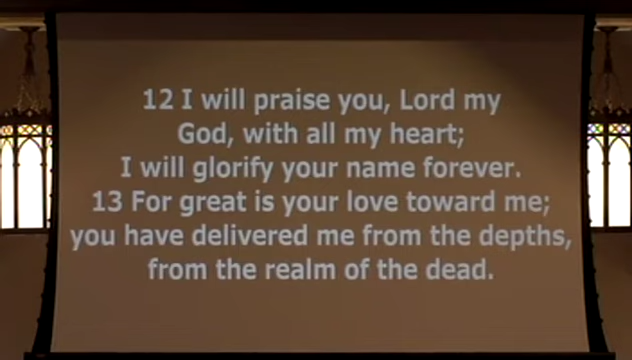 12 I will praise you, Lord my
God, with all my heart;
I will glorify your name forever.
13 For great is your love toward me;
you have delivered me from the depths,
from the realm of the dead.